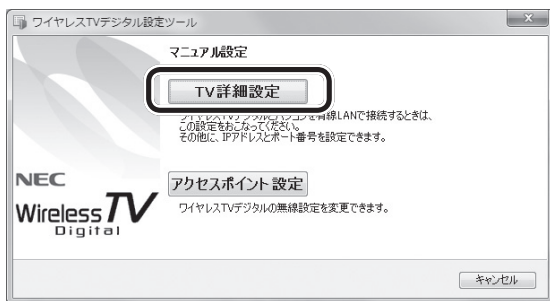 ワイヤレスTVデジタル設定ツール
マニュアル設定
TV詳細設定
ワイヤレスTVデジタルとパソコンを有線LANで接続するときは、
この設定をおこなってください。
その他に、IPアドレスとポート番号を設定できます。
アクセスポイント設定
ワイヤレスTVデジタルの無線設定を変更できます。
NEC
Wireless TV
Digital
キャンセル